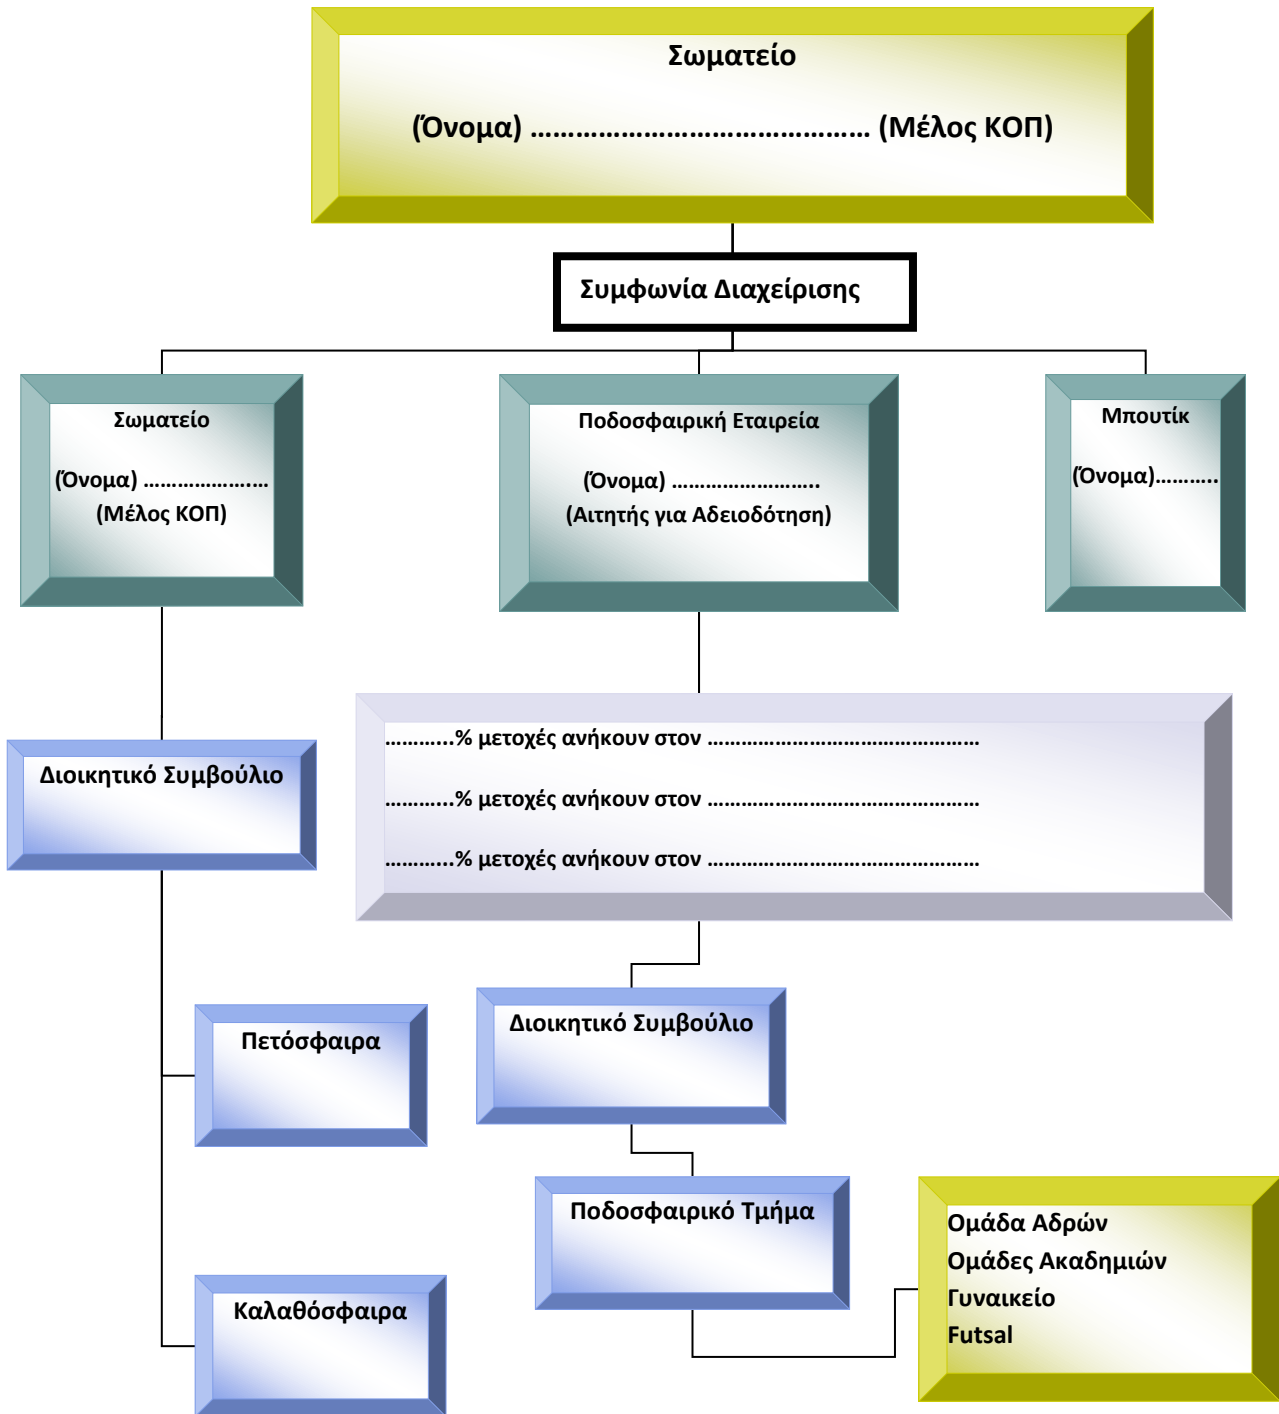 Σωματείο
(Όνομα) ……………………………………… (Μέλος ΚΟΠ)
Συμφωνία Διαχείρισης
Σωματείο
(Όνομα) ……………….…
(Μέλος ΚΟΠ)
Ποδοσφαιρική Εταιρεία
(Όνομα) ……………………..
(Αιτητής για Αδειοδότηση)
Μπουτίκ
(Όνομα)………..
………...% μετοχές ανήκουν στον ………………………………………
………...% μετοχές ανήκουν στον ………………………………………
………...% μετοχές ανήκουν στον ………………………………………
Διοικητικό Συμβούλιο
Πετόσφαιρα
Διοικητικό Συμβούλιο
Ποδοσφαιρικό Τμήμα
Ομάδα Αδρών
Ομάδες Ακαδημιών
Γυναικείο
Futsal
Καλαθόσφαιρα